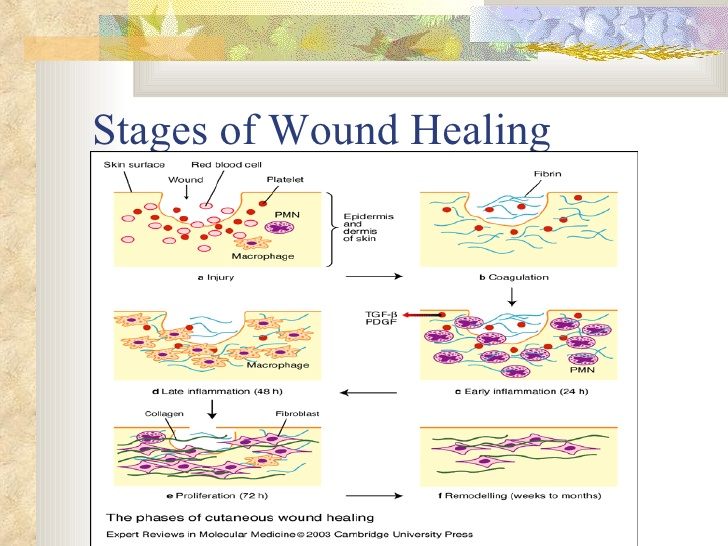 Stages of Wound Healing
Skin surface
Red blood cell
Wound
Platelet
PMN
Macrophage
Epidermis
and
dermis
of skin
a Injury
Fibrin
b Coagulation
TGF-β
PDGF
PMN
c Early inflammation (24 h)
Macrophage
d Late inflammation (48 h)
Collagen
Fibroblast
e Proliferation (72 h)
f Remodelling (weeks to months)
The phases of cutaneous wound healing
Expert Reviews in Molecular Medicine © 2003 Cambridge University Press